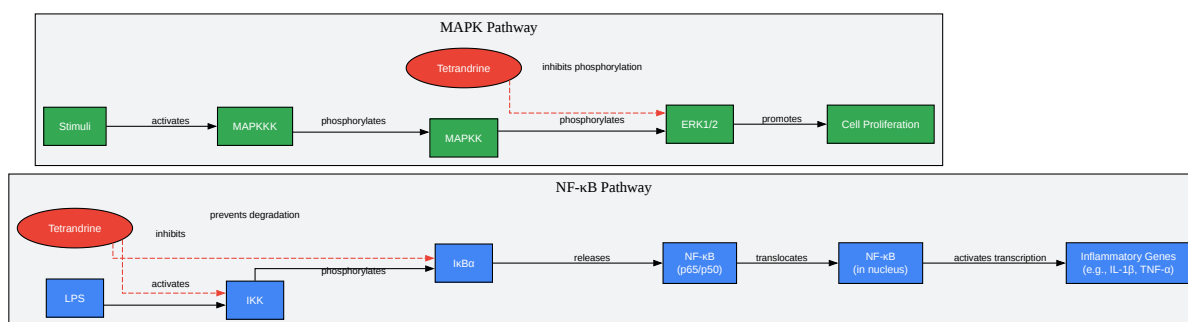 MAPK Pathway
Tetrandrine
inhibits phosphorylation
Stimuli
activates
MAPKKK
phosphorylates
MAPKK
phosphorylates
ERK1/2
promotes
Cell Proliferation
NF-κB Pathway
Tetrandrine
prevents degradation
inhibits
LPS
activates
IKK
phosphorylates
IκBα
releases
NF-κB
(p65/p50)
translocates
NF-κB
(in nucleus)
activates transcription
Inflammatory Genes
(e.g., IL-1β, TNF-α)